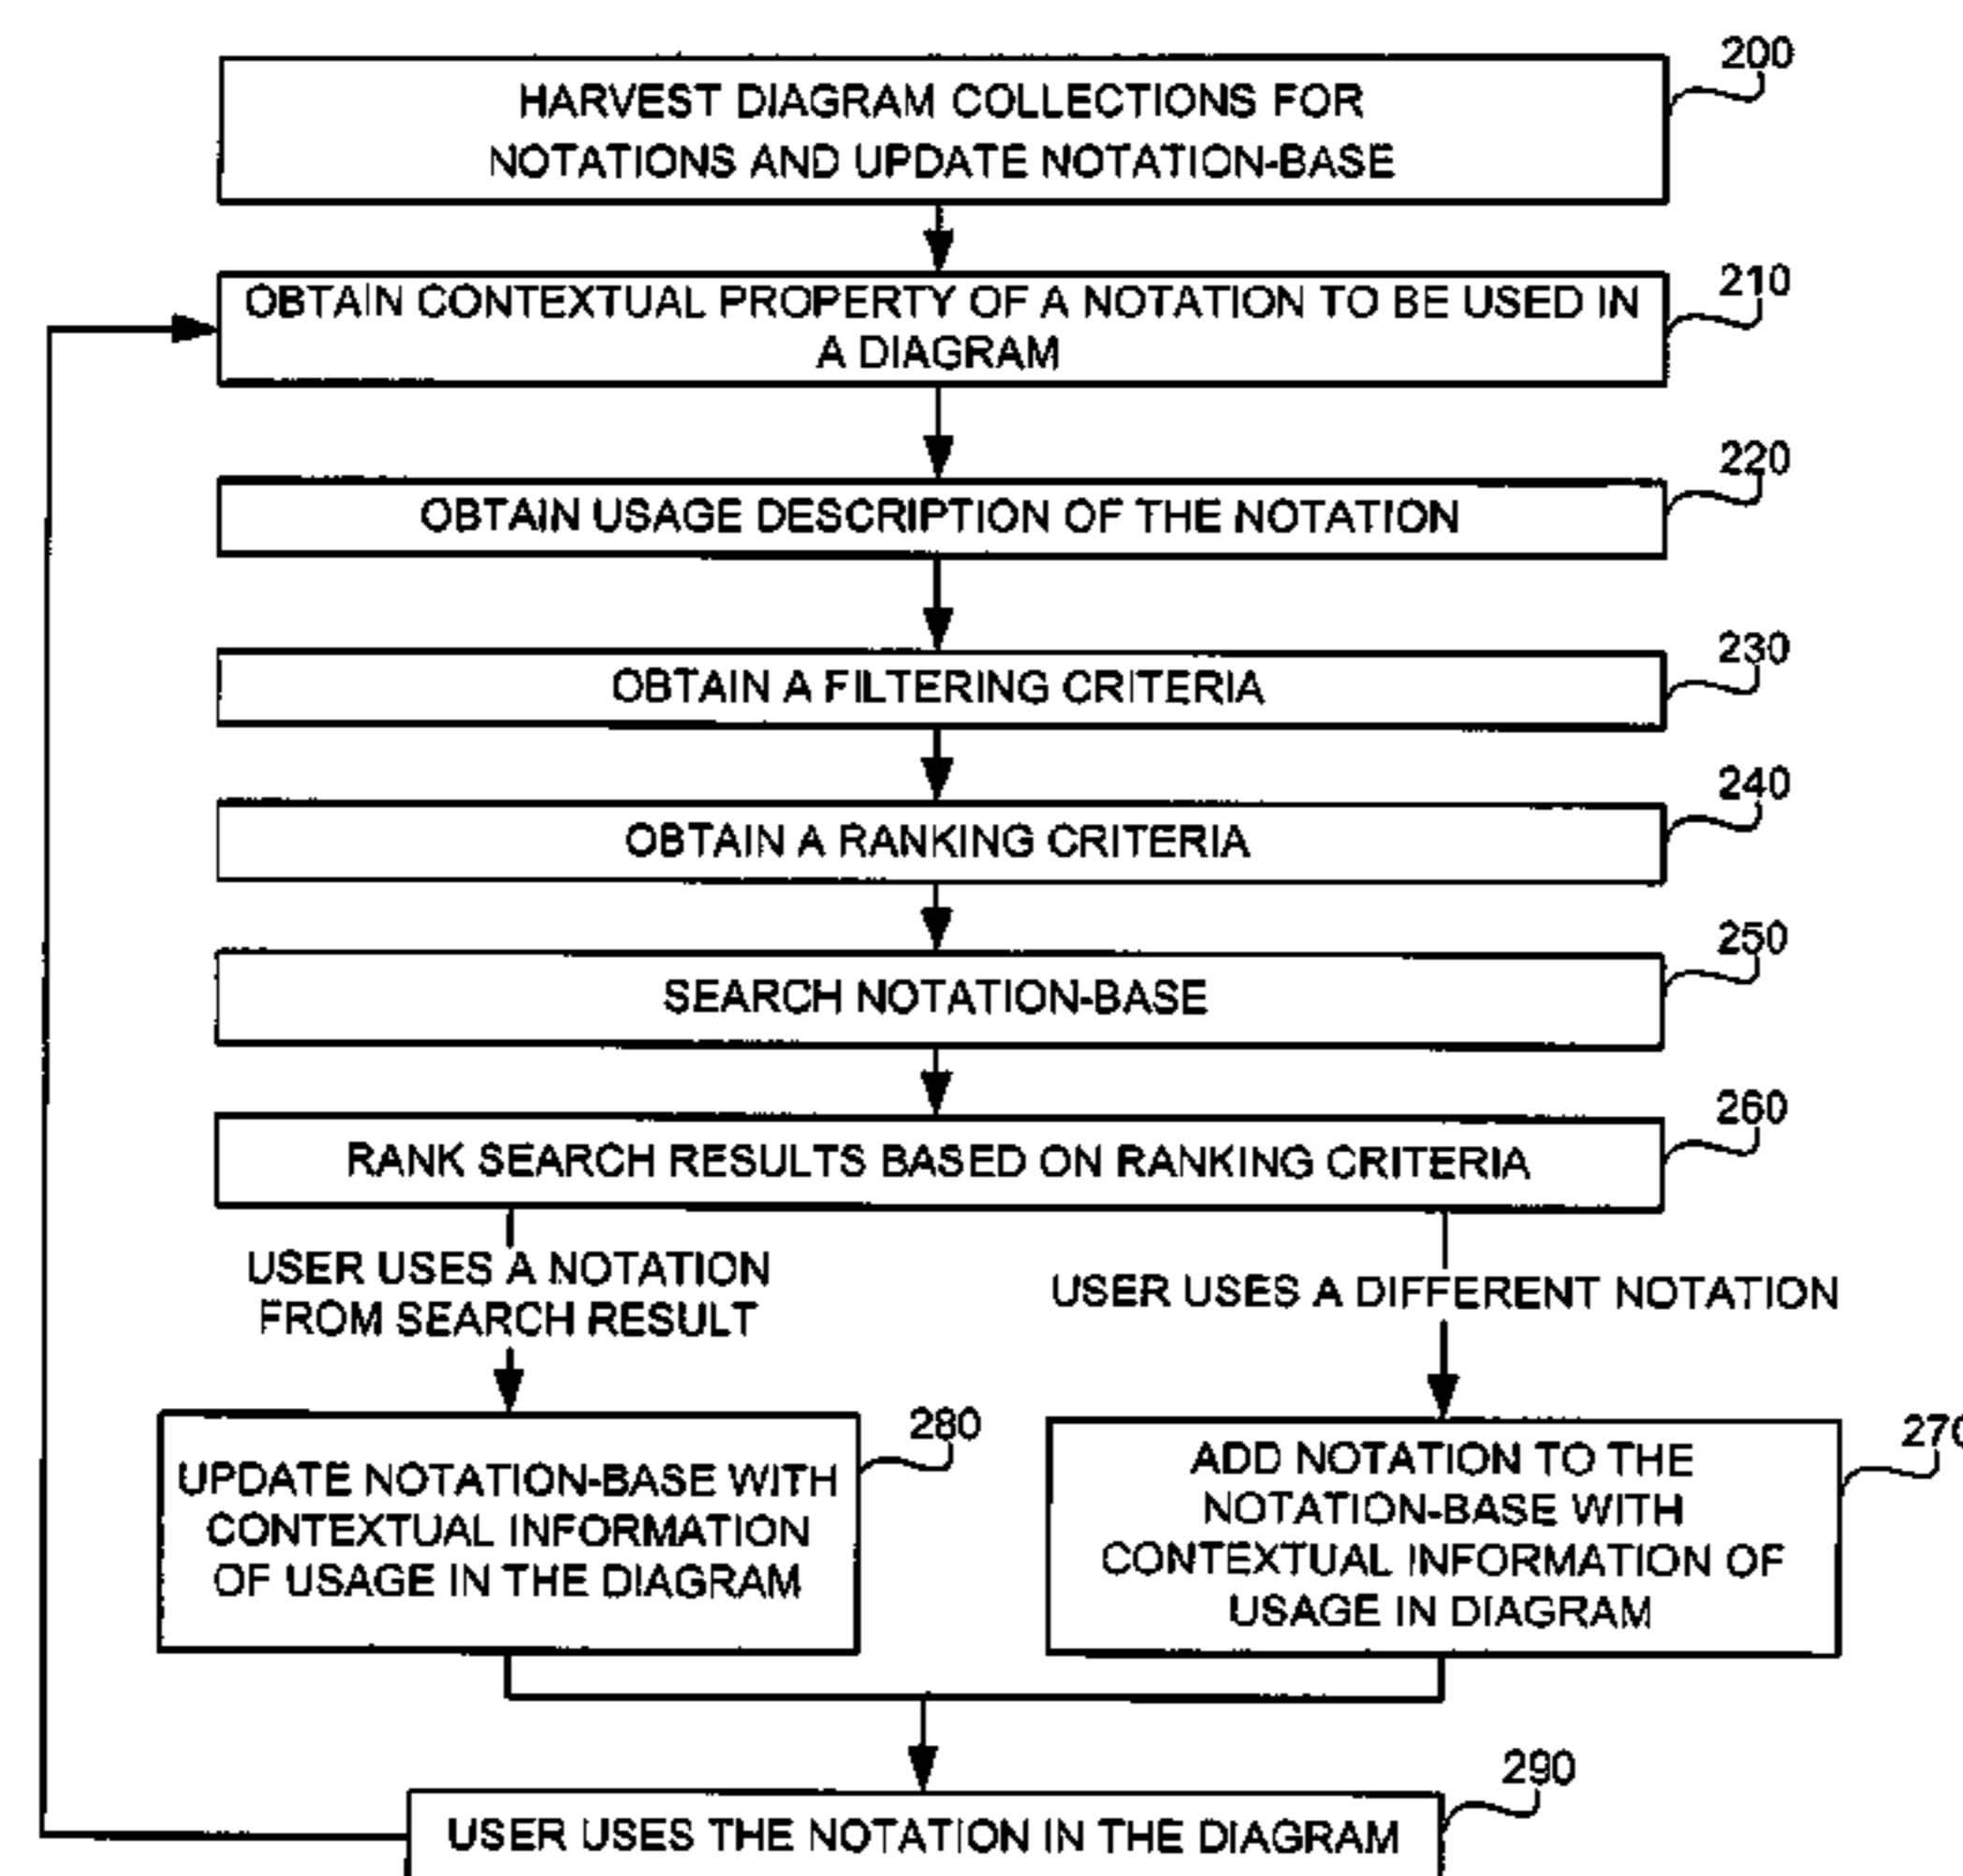 200
HARVEST DIAGRAM COLLECTIONS FOR
NOTATIONS AND UPDATE NOTATION-BASE
210
OBTAIN CONTEXTUAL PROPERTY OF A NOTATION TO BE USED IN
A DIAGRAM
220
OBTAIN USAGE DESCRIPTION OF THE NOTATION
230
OBTAIN A FILTERING CRITERIA
240
OBTAIN A RANKING CRITERIA
250
SEARCH NOTATION-BASE
260
RANK SEARCH RESULTS BASED ON RANKING CRITERIA
USER USES A NOTATION
FROM SEARCH RESULT
USER USES A DIFFERENT NOTATION
280
UPDATE NOTATION-BASE WITH
CONTEXTUAL INFORMATION
OF USAGE IN THE DIAGRAM
270
ADD NOTATION TO THE
NOTATION-BASE WITH
CONTEXTUAL INFORMATION OF
USAGE IN DIAGRAM
290
USER USES THE NOTATION IN THE DIAGRAM